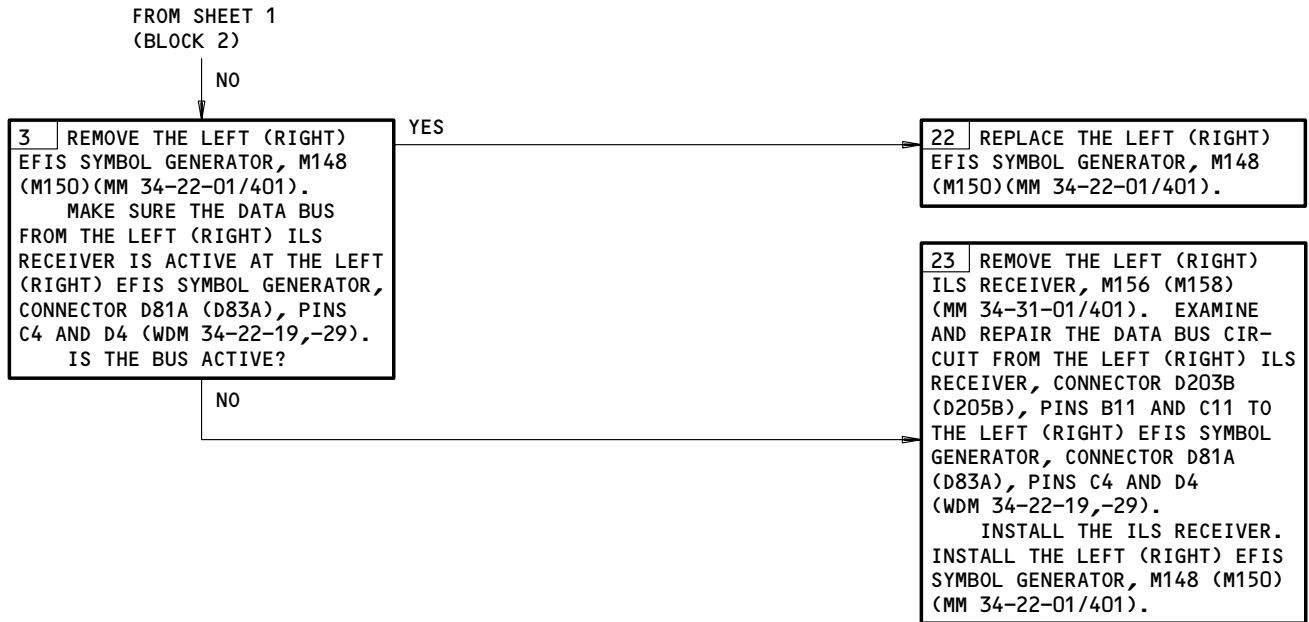 FROM SHEET 1
(BLOCK 2)
NO
3 REMOVE THE LEFT (RIGHT)
EFIS SYMBOL GENERATOR, M148
(M150)(MM 34-22-01/401).
MAKE SURE THE DATA BUS
FROM THE LEFT (RIGHT) ILS
RECEIVER IS ACTIVE AT THE LEFT
(RIGHT) EFIS SYMBOL GENERATOR,
CONNECTOR D81A (D83A), PINS
C4 AND D4 (WDM 34-22-19,-29).
IS THE BUS ACTIVE?
YES
NO
22 REPLACE THE LEFT (RIGHT)
EFIS SYMBOL GENERATOR, M148
(M150)(MM 34-22-01/401).
23 REMOVE THE LEFT (RIGHT)
ILS RECEIVER, M156 (M158)
(MM 34-31-01/401). EXAMINE
AND REPAIR THE DATA BUS CIR-
CUIT FROM THE LEFT (RIGHT) ILS
RECEIVER, CONNECTOR D203B
(D205B), PINS B11 AND C11 TO
THE LEFT (RIGHT) EFIS SYMBOL
GENERATOR, CONNECTOR D81A
(D83A), PINS C4 AND D4
(WDM 34-22-19,-29).
INSTALL THE ILS RECEIVER.
INSTALL THE LEFT (RIGHT) EFIS
SYMBOL GENERATOR, M148 (M150)
(MM 34-22-01/401).